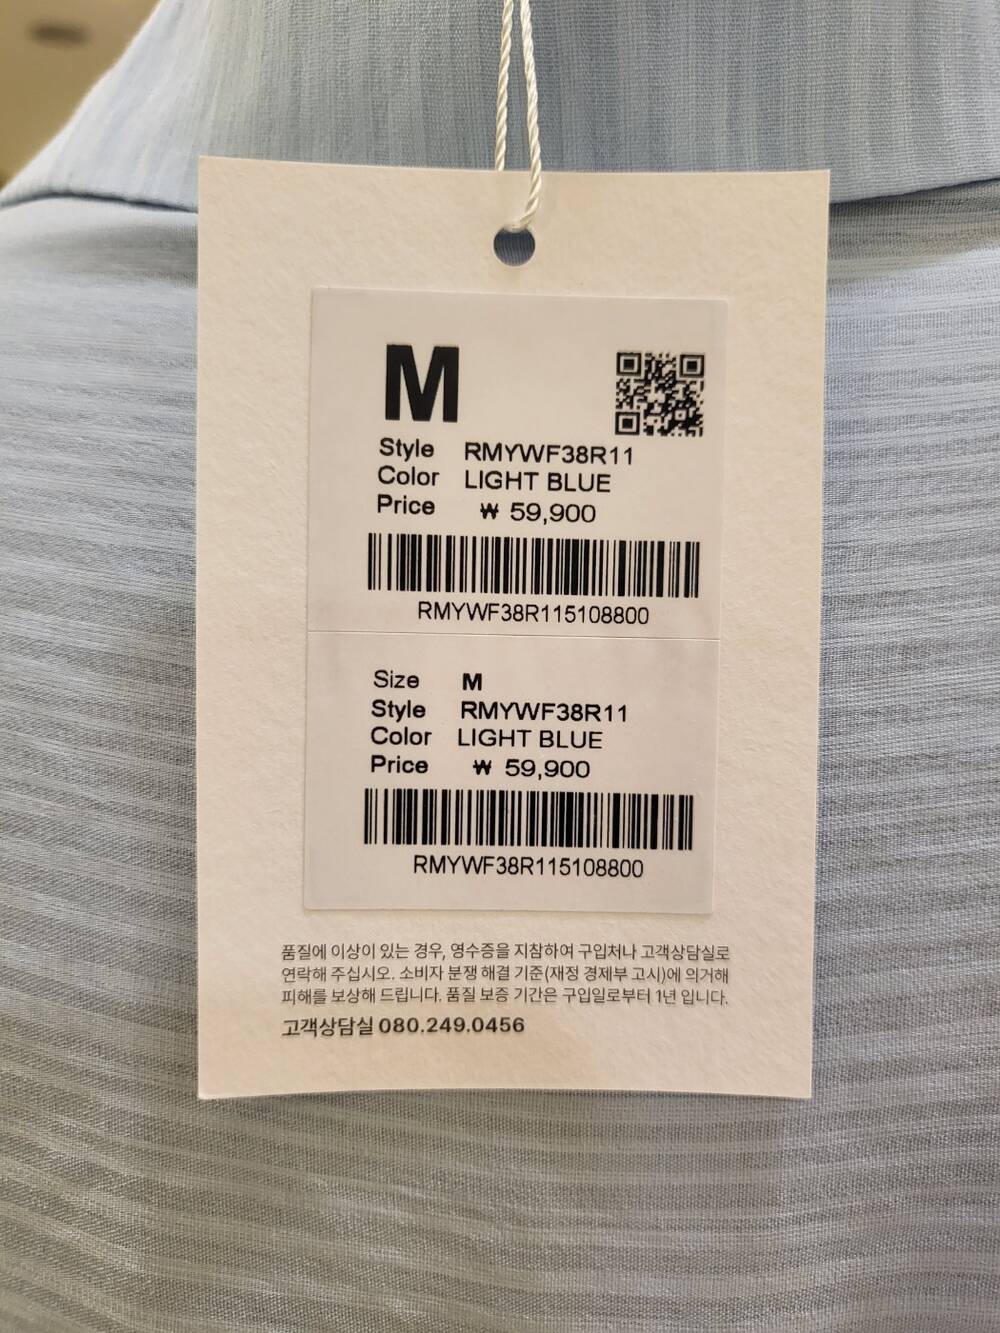 M
Style RMYWF38R11
Color LIGHT BLUE
Price ₩ 59,900
RMYWF38R115108800
Size M
Style RMYWF38R11
Color LIGHT BLUE
Price ₩ 59,900
RMYWF38R115108800
품질에 이상이 있는 경우, 영수증을 지참하여 구입처나 고객상담실로
연락해 주십시오. 소비자 분쟁 해결 기준(재정 경제부 고시)에 의거해
피해를 보상해 드립니다. 품질 보증 기간은 구입일로부터 1년 입니다.
고객상담실 080.249.0456